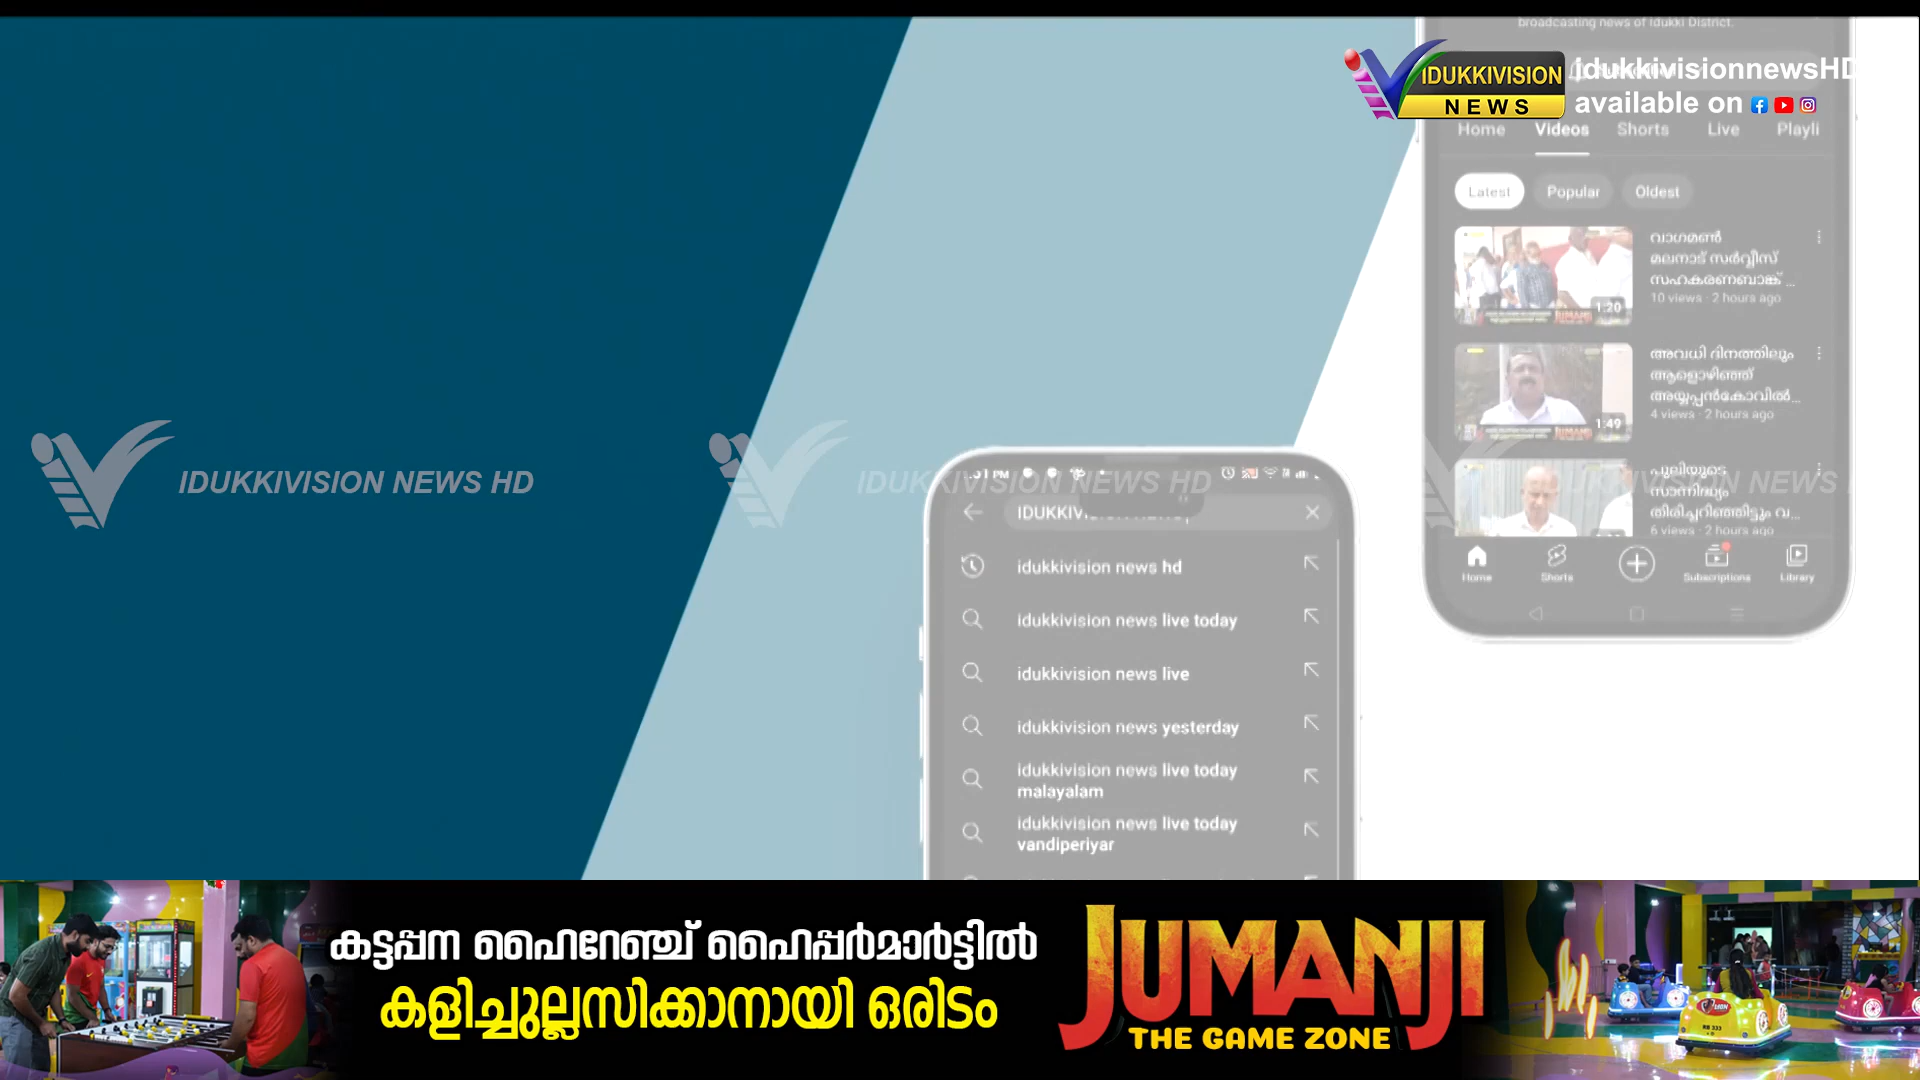 broadcasting news of Idukki District.
IDUKKIVISION
NEWS
idukkivisionnewsHD
available on
Home Videos Shorts Live Playli
Latest Popular Oldest
വാഗമൺ
മലനാട് സർവ്വീസ്
സഹകരണബാങ്ക് ...
10 views · 2 hours ago
1:20
അവധി ദിനത്തിലും
ആളൊഴിഞ്ഞ്
അയ്യപ്പൻകോവിൽ...
4 views · 2 hours ago
1:49
പുലിയുടെ
സാന്നിദ്ധ്യം
തിരിച്ചറിഞ്ഞിട്ടും വ...
6 views · 2 hours ago
Home Shorts Subscriptions Library
IDUKKIVISION NEWS HD
IDUKKIVISION NEWS HD
idukkivision news hd
idukkivision news live today
idukkivision news live
idukkivision news yesterday
idukkivision news live today
malayalam
idukkivision news live today
vandiperiyar
കട്ടപ്പന ഹൈറേഞ്ച് ഹൈപ്പർമാർട്ടിൽ
കളിച്ചുല്ലസിക്കാനായി ഒരിടം
JUMANJI
THE GAME ZONE